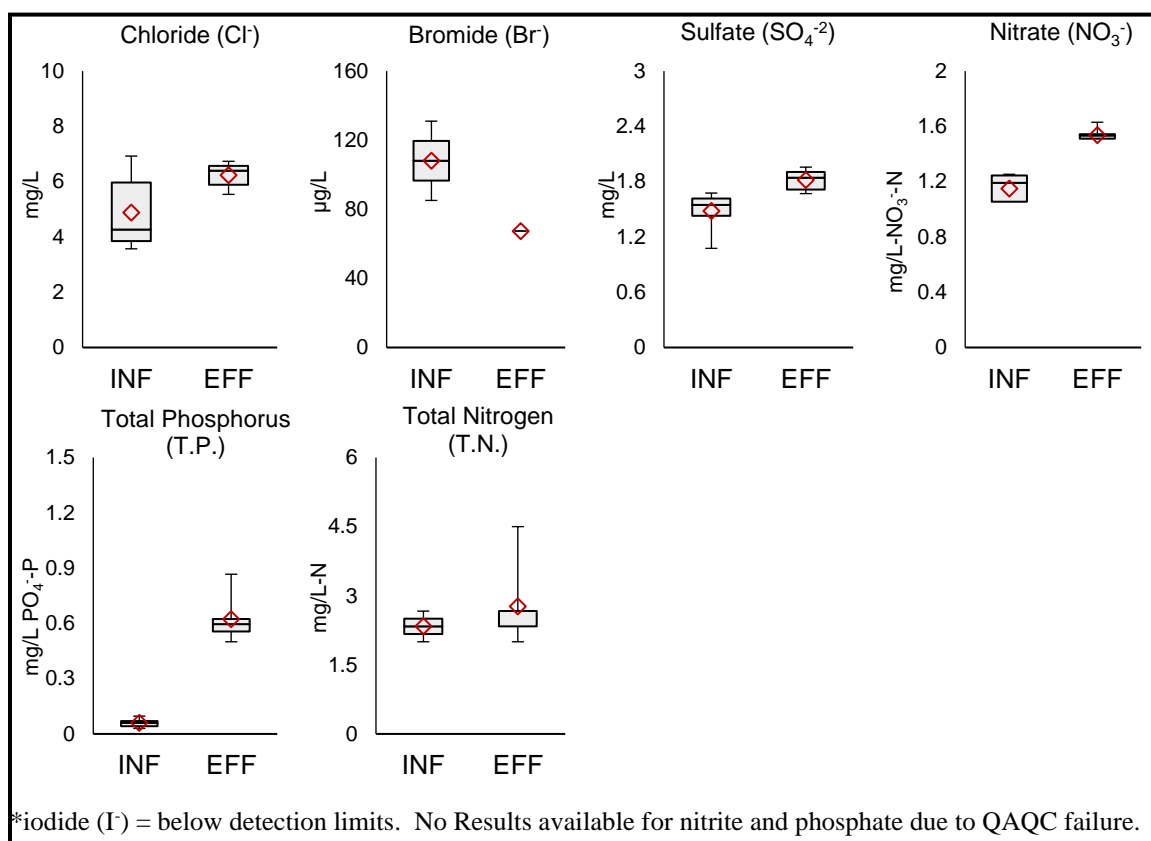 Chloride (Cl⁻)
10
8
6
4
2
0
mg/L
INF EFF
Bromide (Br⁻)
160
120
80
40
0
µg/L
INF EFF
Sulfate (SO₄⁻²)
3
2.4
1.8
1.2
0.6
0
mg/L
INF EFF
Nitrate (NO₃⁻)
2
1.6
1.2
0.8
0.4
0
mg/L-NO₃⁻-N
INF EFF
Total Phosphorus
(T.P.)
1.5
1.2
0.9
0.6
0.3
0
mg/L PO₄⁻-P
INF EFF
Total Nitrogen
(T.N.)
6
4.5
3
1.5
0
mg/L-N
INF EFF
*iodide (I⁻) = below detection limits. No Results available for nitrite and phosphate due to QAQC failure.